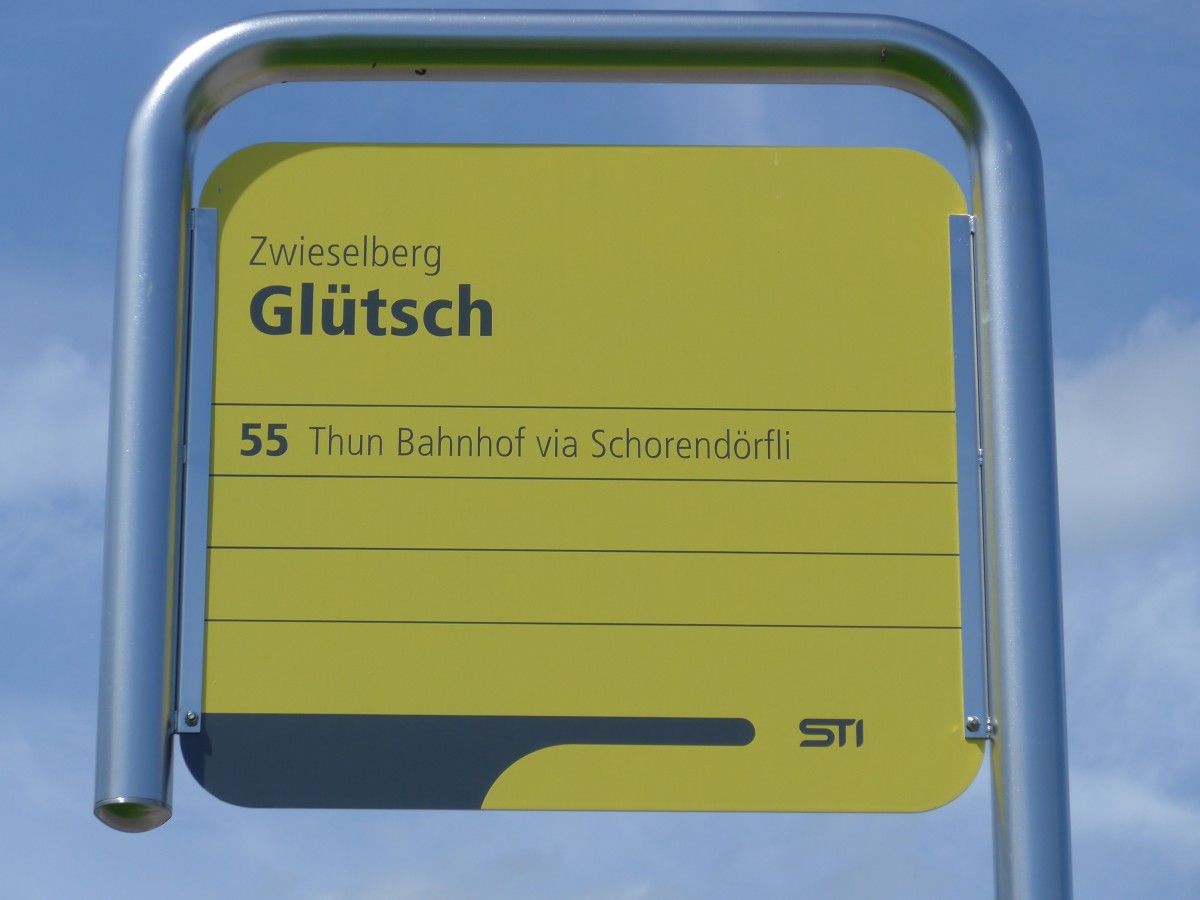 Zwieselberg
Glütsch
55 Thun Bahnhof via Schorendörfli
STI